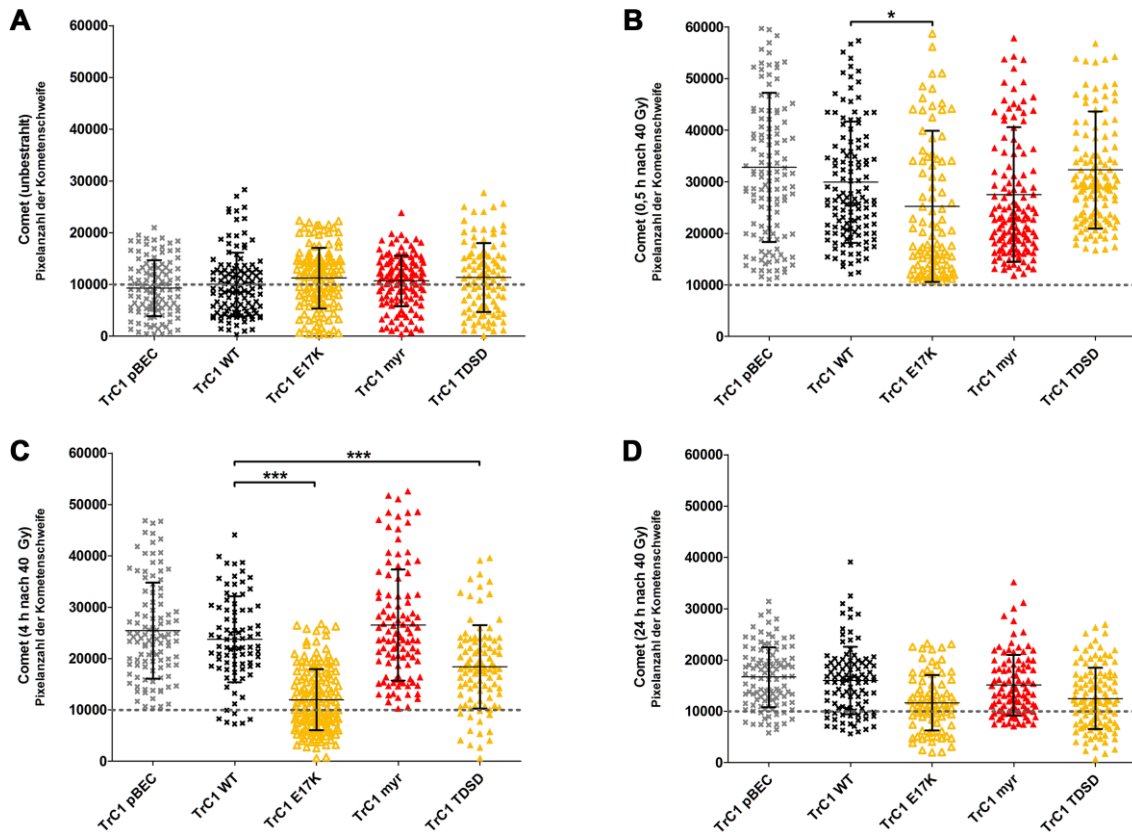 A
Comet (unbestrahlt)
Pixelanzahl der Kometenschweife
60000
50000
40000
30000
20000
10000
0
TrC1 pBEC
TrC1 WT
TrC1 E17K
TrC1 myr
TrC1 TDSD
B
Comet (0,5 h nach 40 Gy)
Pixelanzahl der Kometenschweife
60000
50000
40000
30000
20000
10000
0
*
TrC1 pBEC
TrC1 WT
TrC1 E17K
TrC1 myr
TrC1 TDSD
C
Comet (4 h nach 40 Gy)
Pixelanzahl der Kometenschweife
60000
50000
40000
30000
20000
10000
0
***
***
TrC1 pBEC
TrC1 WT
TrC1 E17K
TrC1 myr
TrC1 TDSD
D
Comet (24 h nach 40 Gy)
Pixelanzahl der Kometenschweife
60000
50000
40000
30000
20000
10000
0
TrC1 pBEC
TrC1 WT
TrC1 E17K
TrC1 myr
TrC1 TDSD